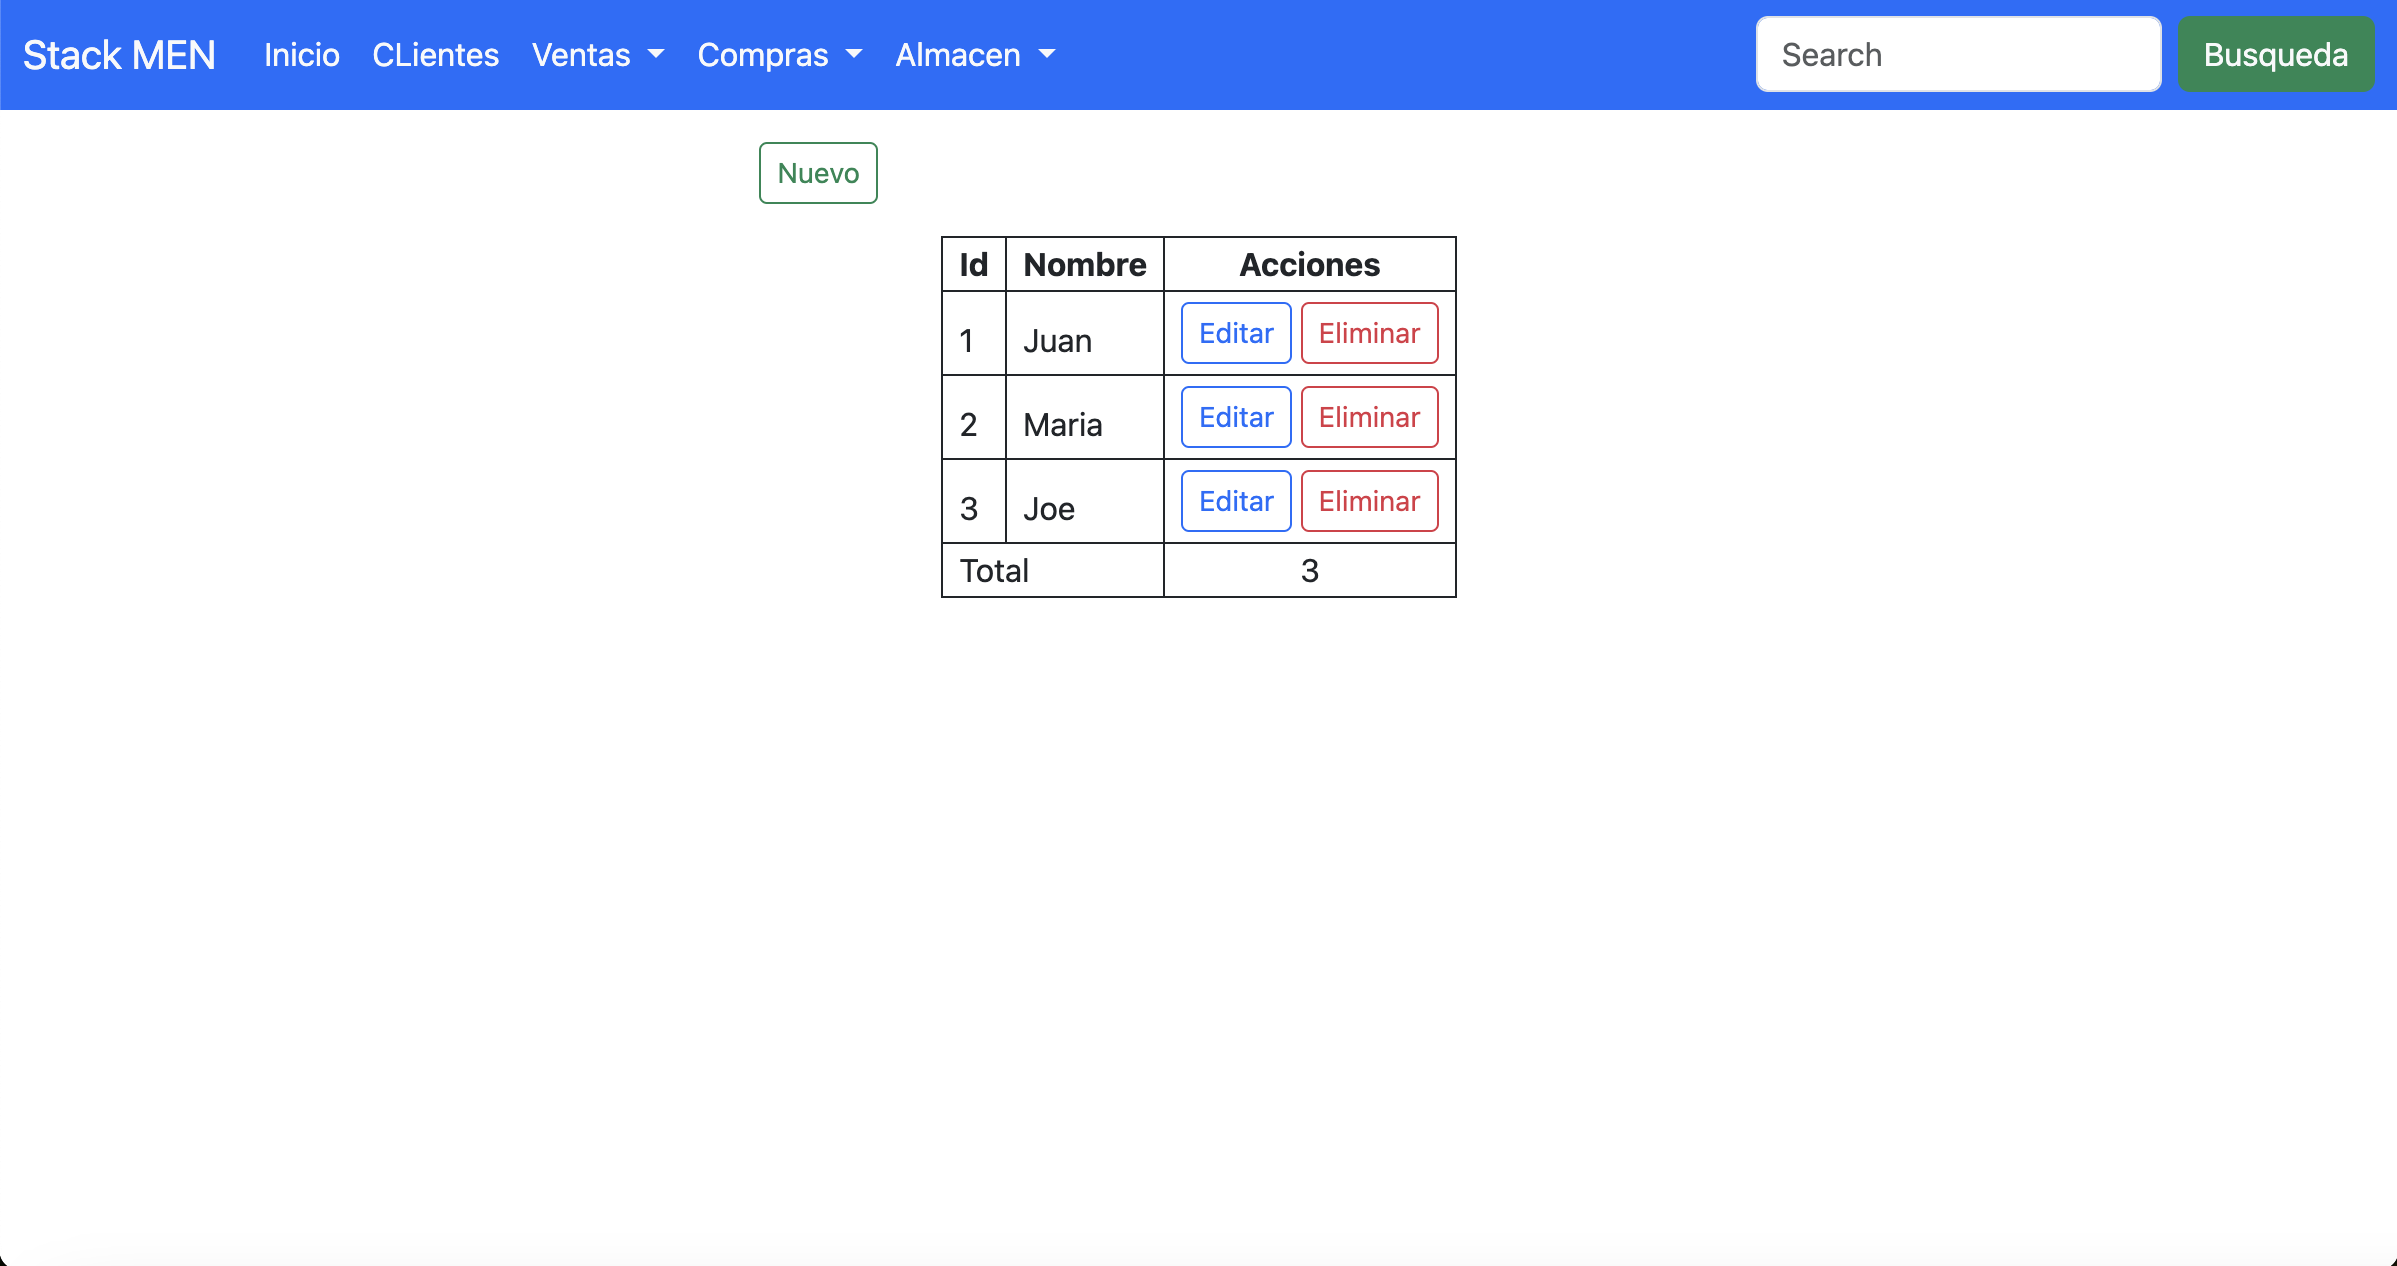 Stack MEN Inicio CLientes Ventas Compras Almacen Search Busqueda
Nuevo
Id Nombre Acciones
1 Juan Editar Eliminar
2 Maria Editar Eliminar
3 Joe Editar Eliminar
Total 3